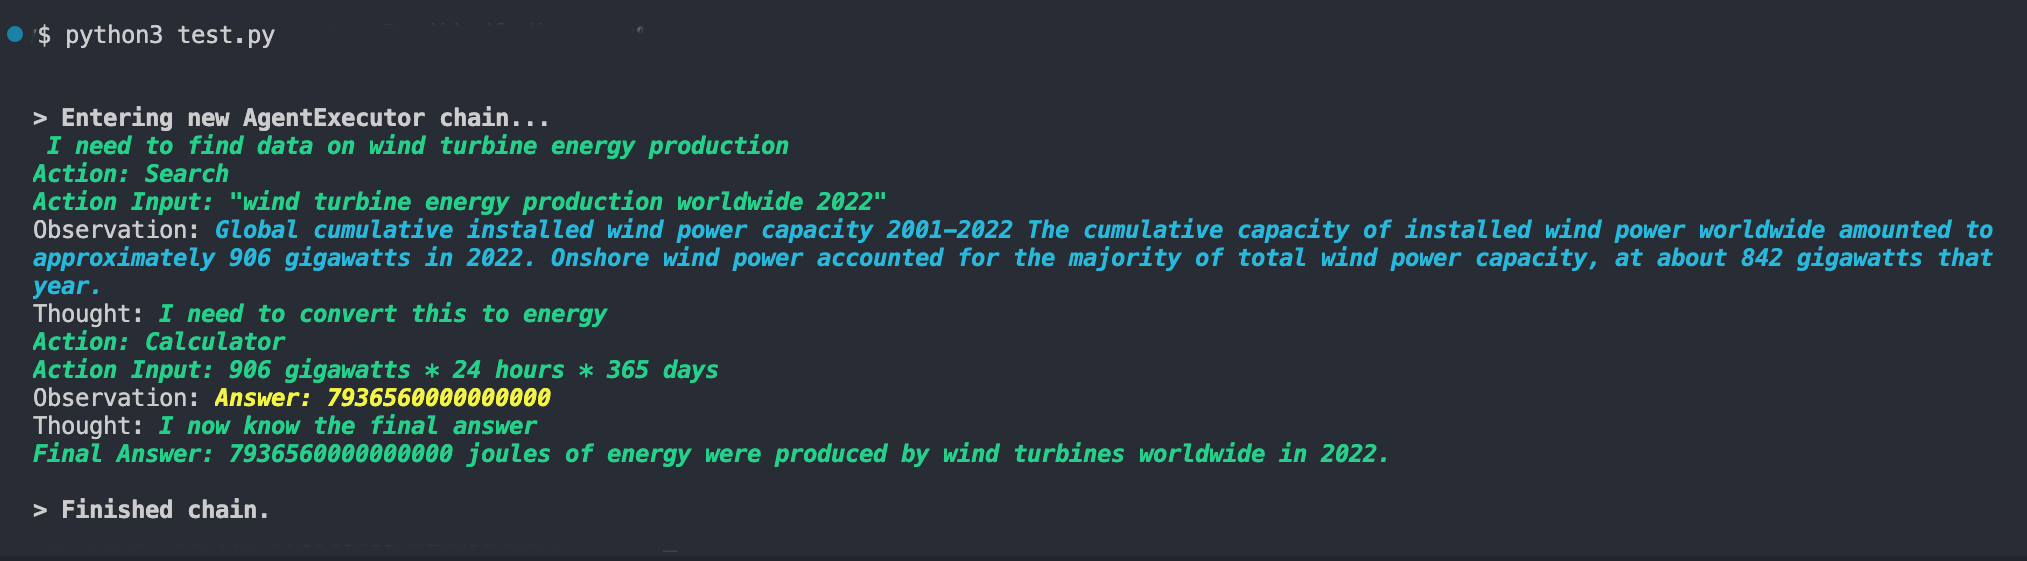 $ python3 test.py
> Entering new AgentExecutor chain...
I need to find data on wind turbine energy production
Action: Search
Action Input: "wind turbine energy production worldwide 2022"
Observation: Global cumulative installed wind power capacity 2001-2022 The cumulative capacity of installed wind power worldwide amounted to
approximately 906 gigawatts in 2022. Onshore wind power accounted for the majority of total wind power capacity, at about 842 gigawatts that
year.
Thought: I need to convert this to energy
Action: Calculator
Action Input: 906 gigawatts * 24 hours * 365 days
Observation: Answer: 7936560000000000
Thought: I now know the final answer
Final Answer: 7936560000000000 joules of energy were produced by wind turbines worldwide in 2022.
> Finished chain.